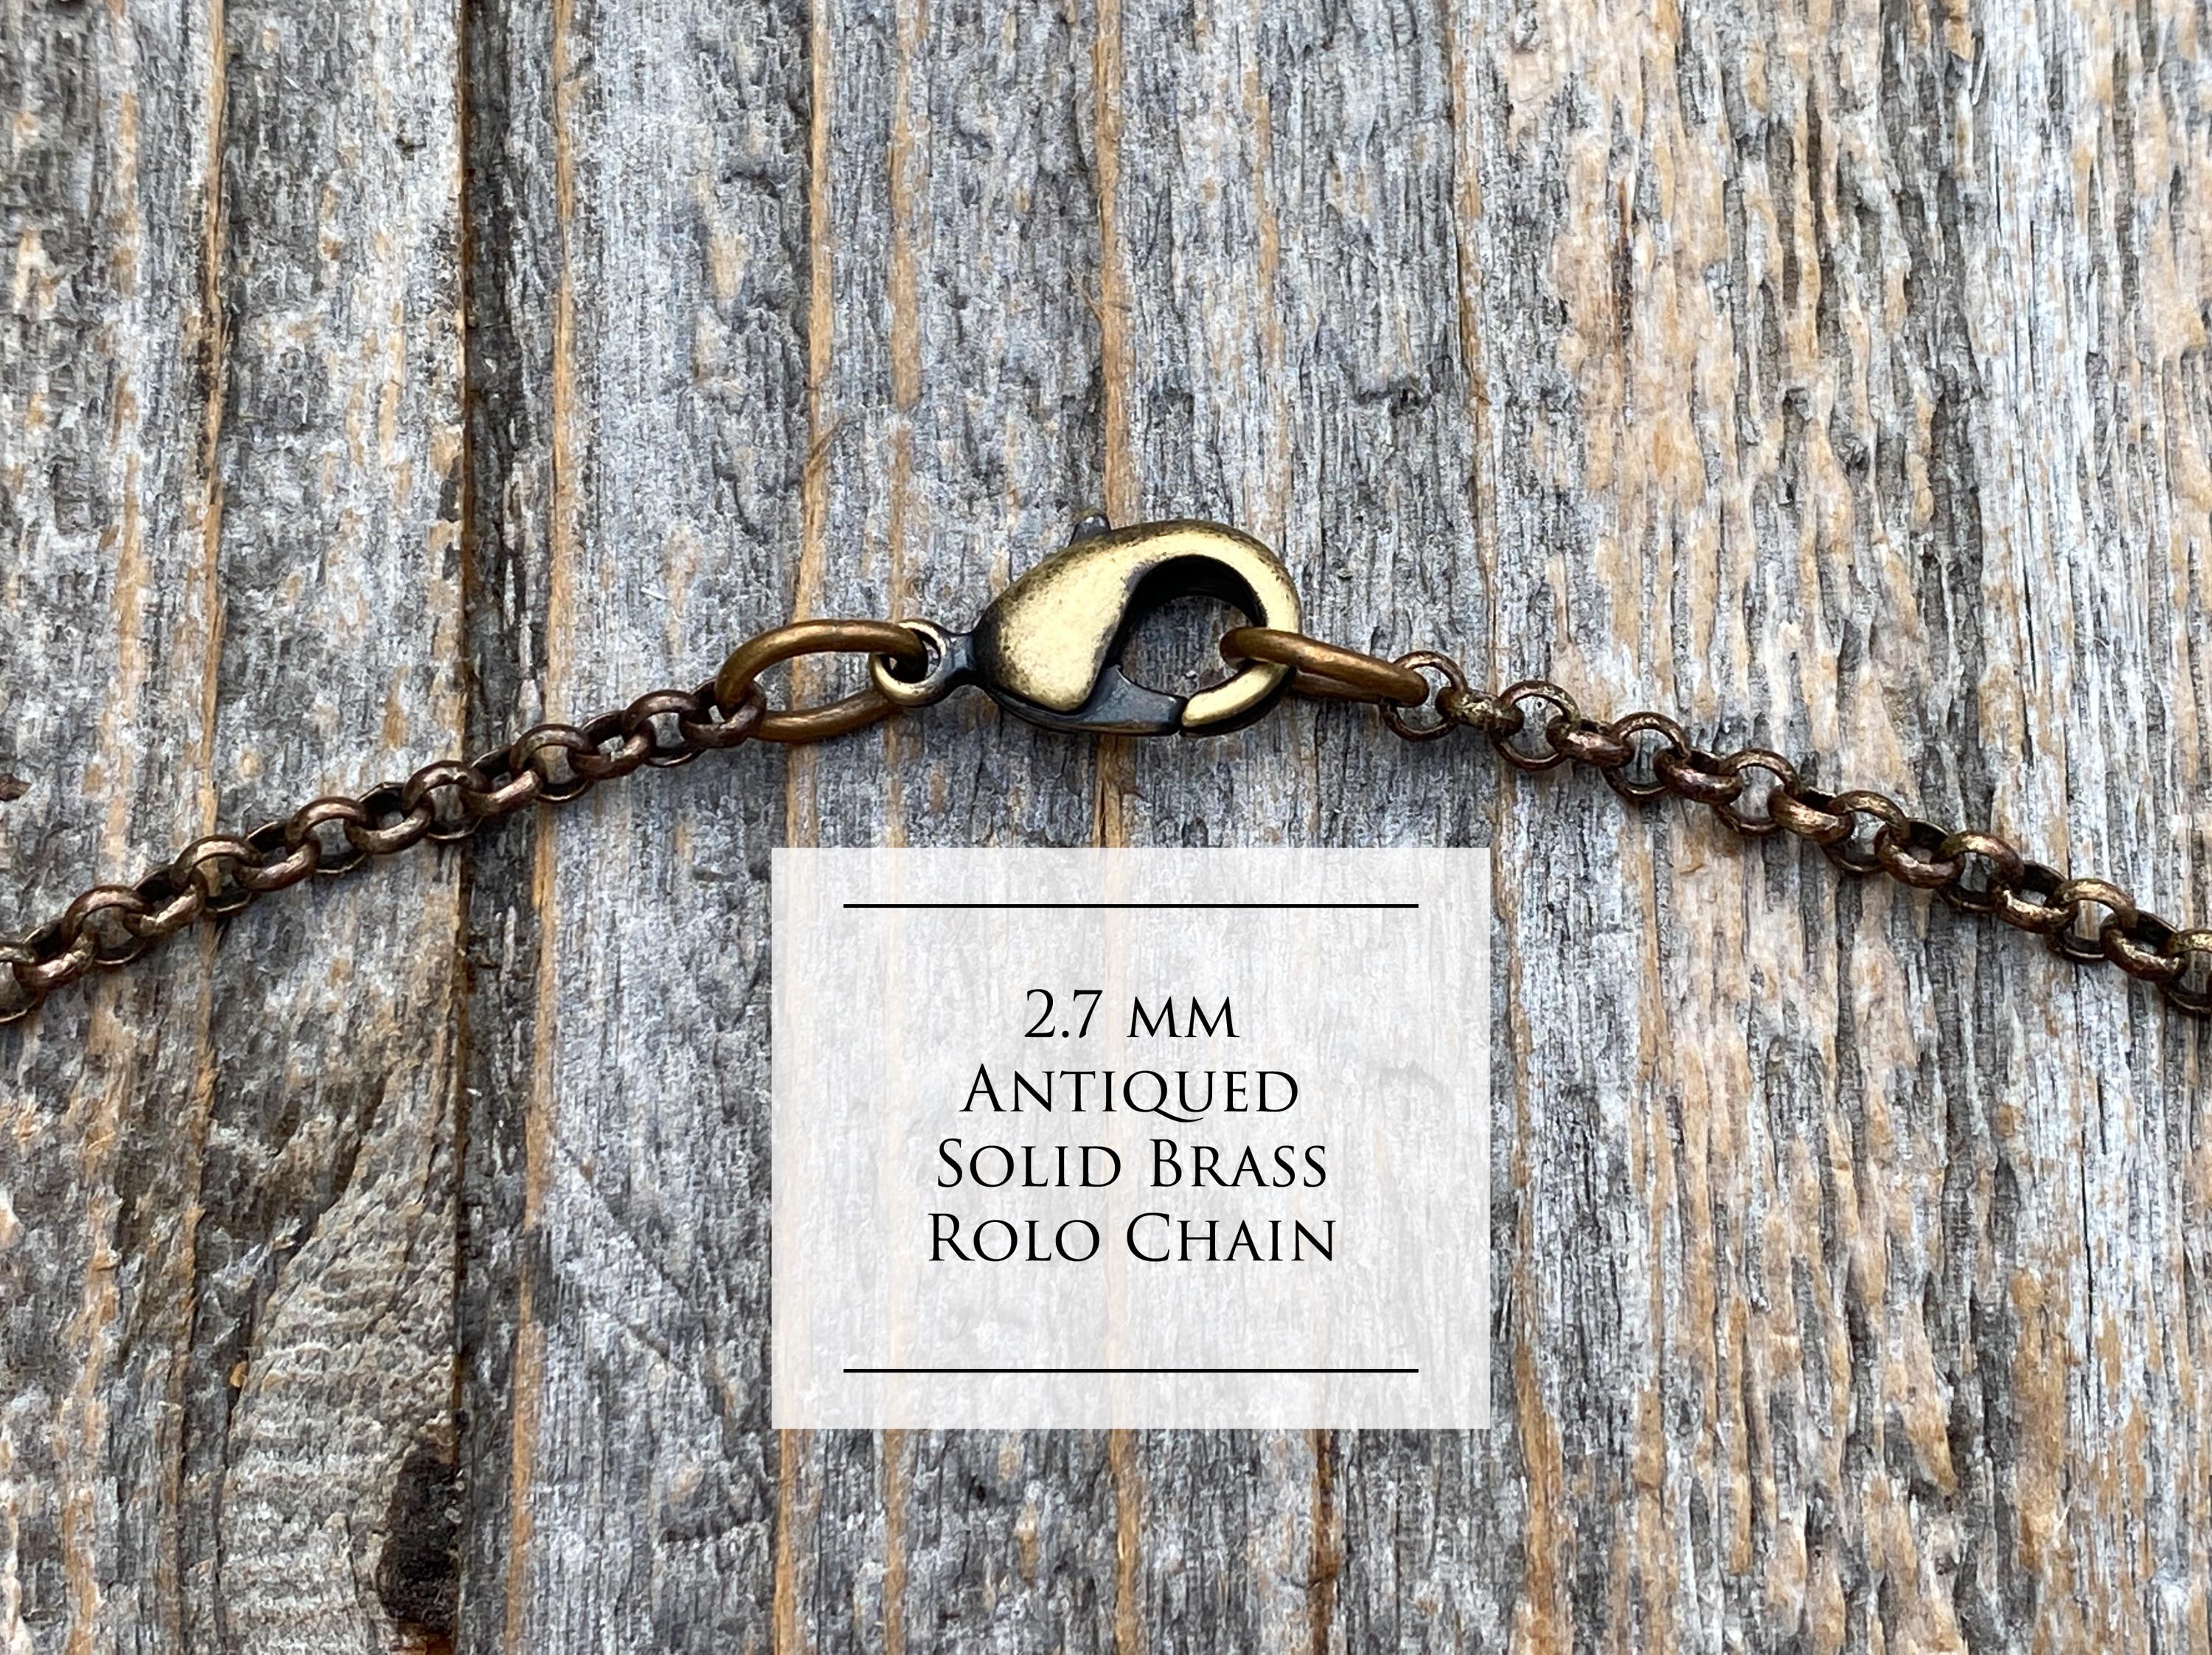 2.7 mm
Antiqued
Solid Brass
Rolo Chain